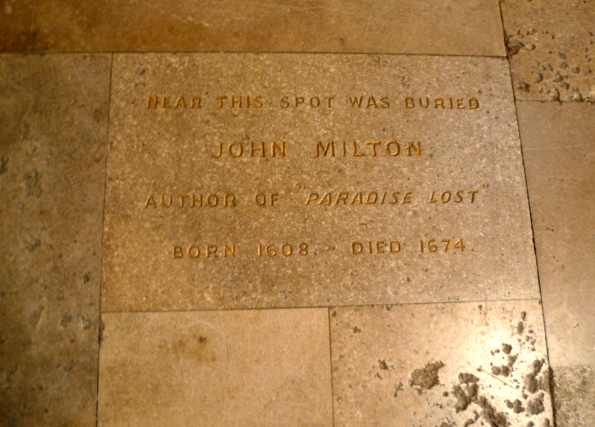 NEAR THIS SPOT WAS BURIED
JOHN MILTON.
AUTHOR OF "PARADISE LOST"
BORN 1608. - DIED 1674.